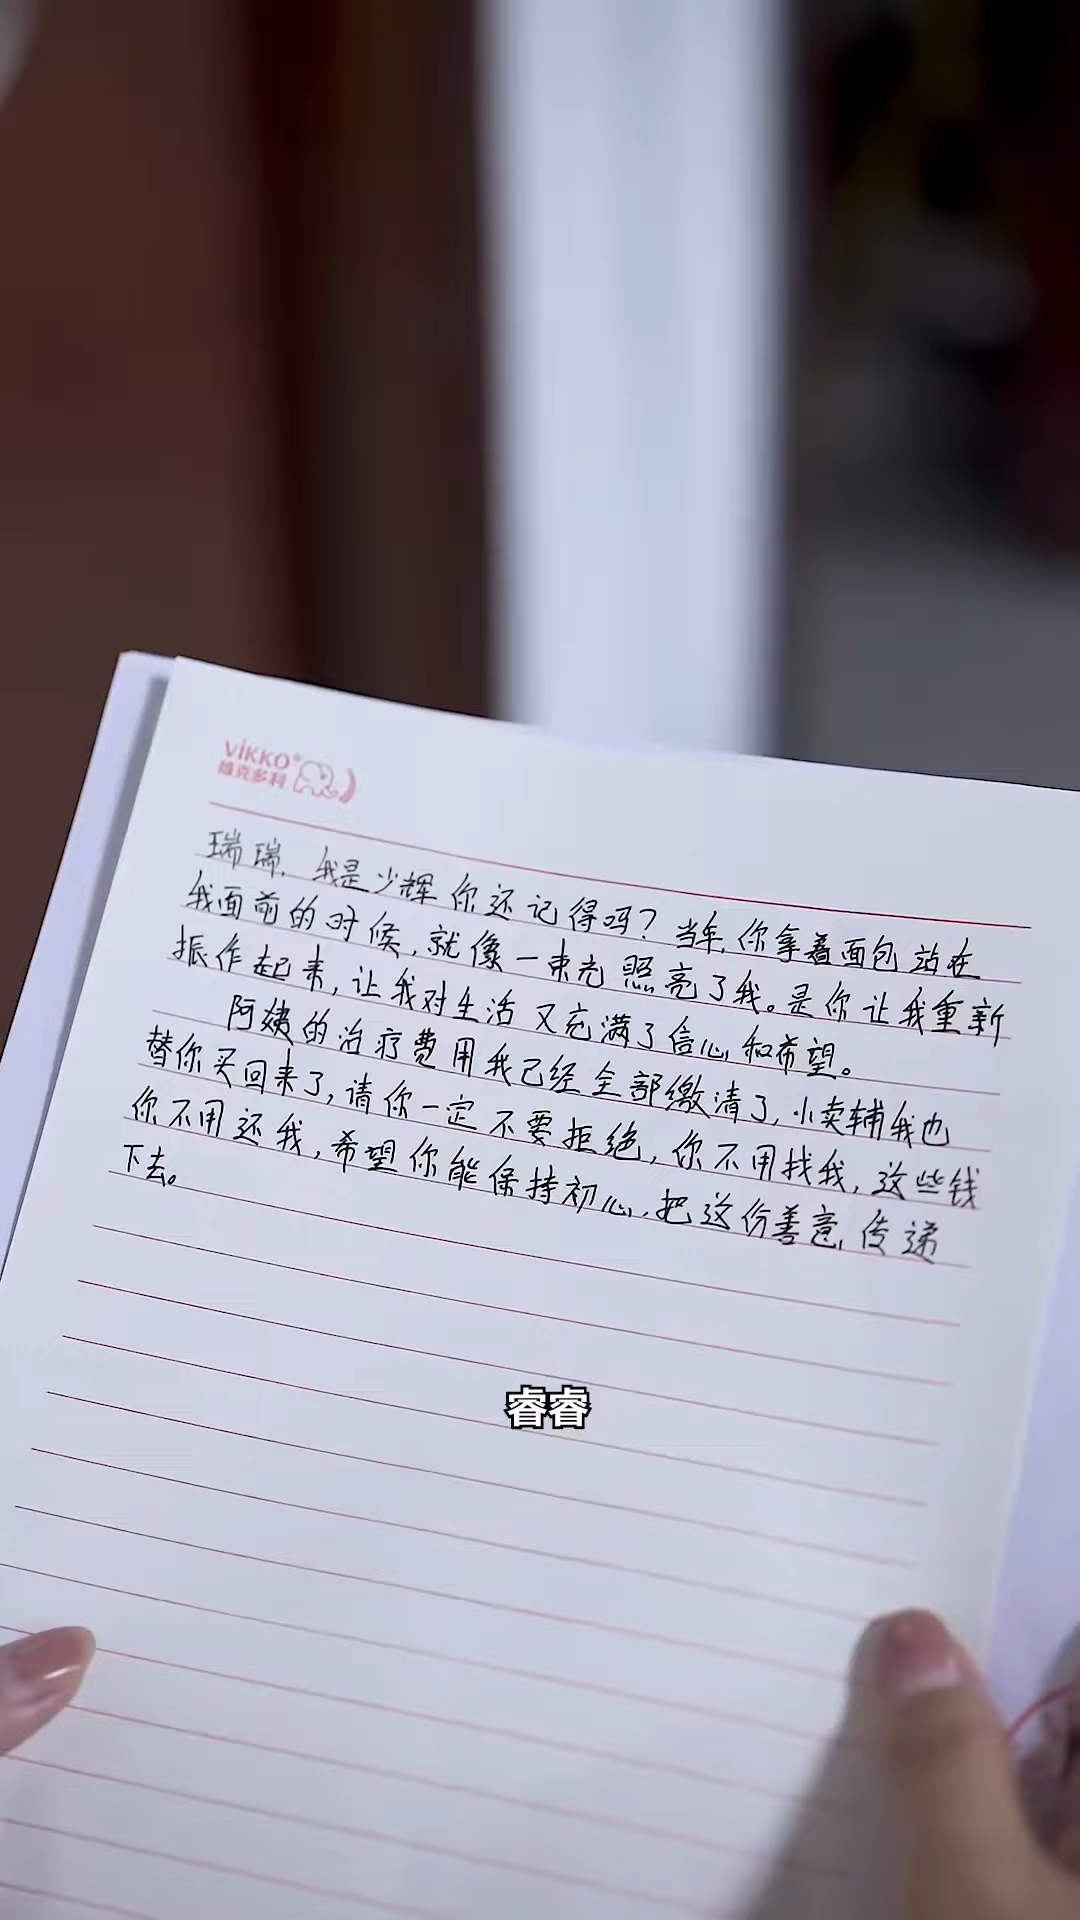 VIKKO®
维克多利
瑞瑞，我是少辉你还记得吗？当年，你拿着面包站在
我面前的时候，就像一束光照亮了我。是你让我重新
振作起来，让我对生活又充满了信心和希望。
阿姨的治疗费用我已经全部缴清了，小卖铺我也
替你买回来了，请你一定不要拒绝，你不用找我，这些钱
你不用还我，希望你能保持初心，把这份善意传递
下去。
睿睿